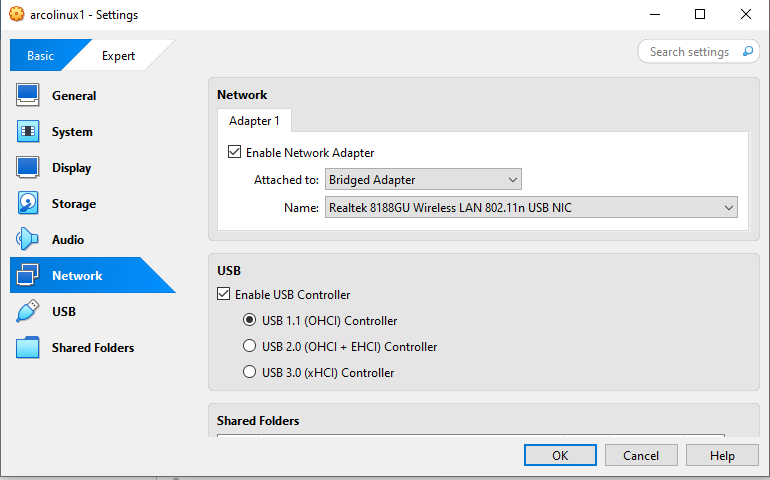 arcolinux1 - Settings
Basic
Expert
Search settings
General
System
Display
Storage
Audio
Network
USB
Shared Folders
Network
Adapter 1
Enable Network Adapter
Attached to: Bridged Adapter
Name: Realtek 8188GU Wireless LAN 802.11n USB NIC
USB
Enable USB Controller
USB 1.1 (OHCI) Controller
USB 2.0 (OHCI + EHCI) Controller
USB 3.0 (xHCI) Controller
Shared Folders
OK
Cancel
Help